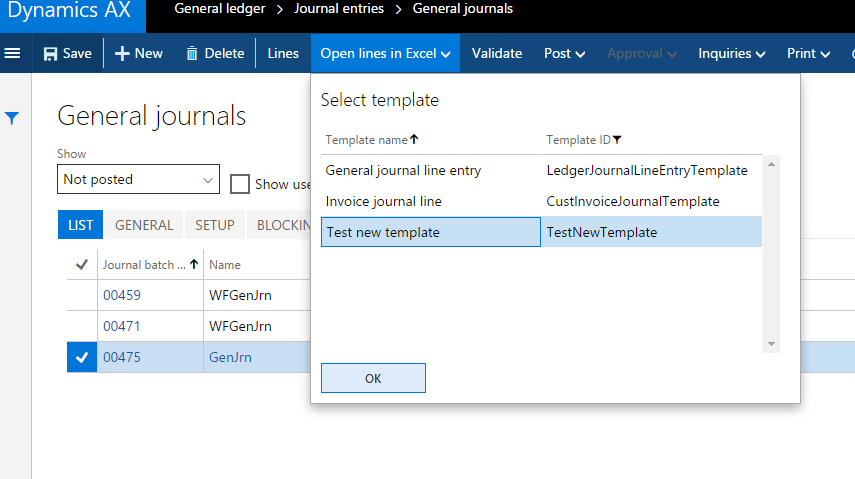 Dynamics AX
General ledger > Journal entries > General journals
Save New Delete Lines Open lines in Excel Validate Post Approval Inquiries Print
General journals
Show
Not posted
Show use
LIST GENERAL SETUP BLOCKIN
Journal batch ... Name
00459 WFGenJrn
00471 WFGenJrn
00475 GenJrn
Select template
Template name Template ID
General journal line entry LedgerJournalLineEntryTemplate
Invoice journal line CustInvoiceJournalTemplate
Test new template TestNewTemplate
OK